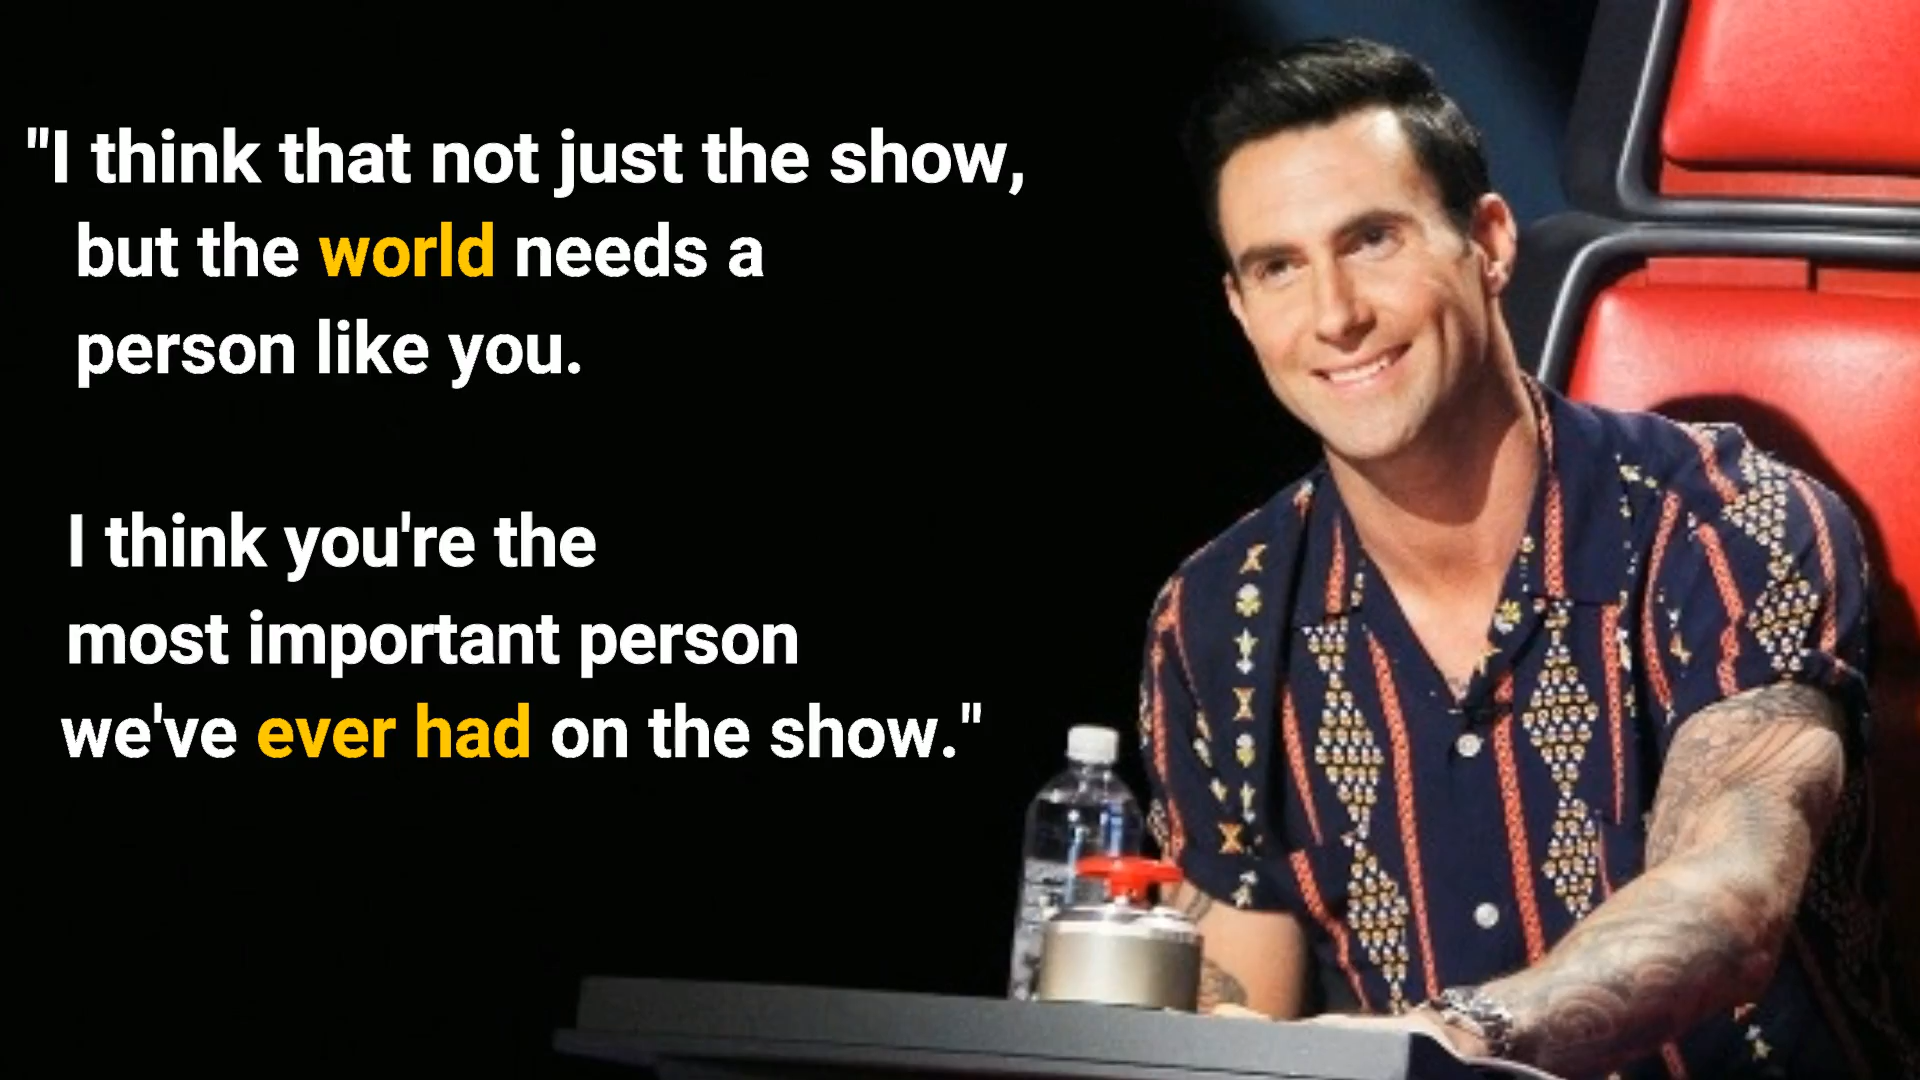 "I think that not just the show,
but the world needs a
person like you.
I think you're the
most important person
we've ever had on the show."